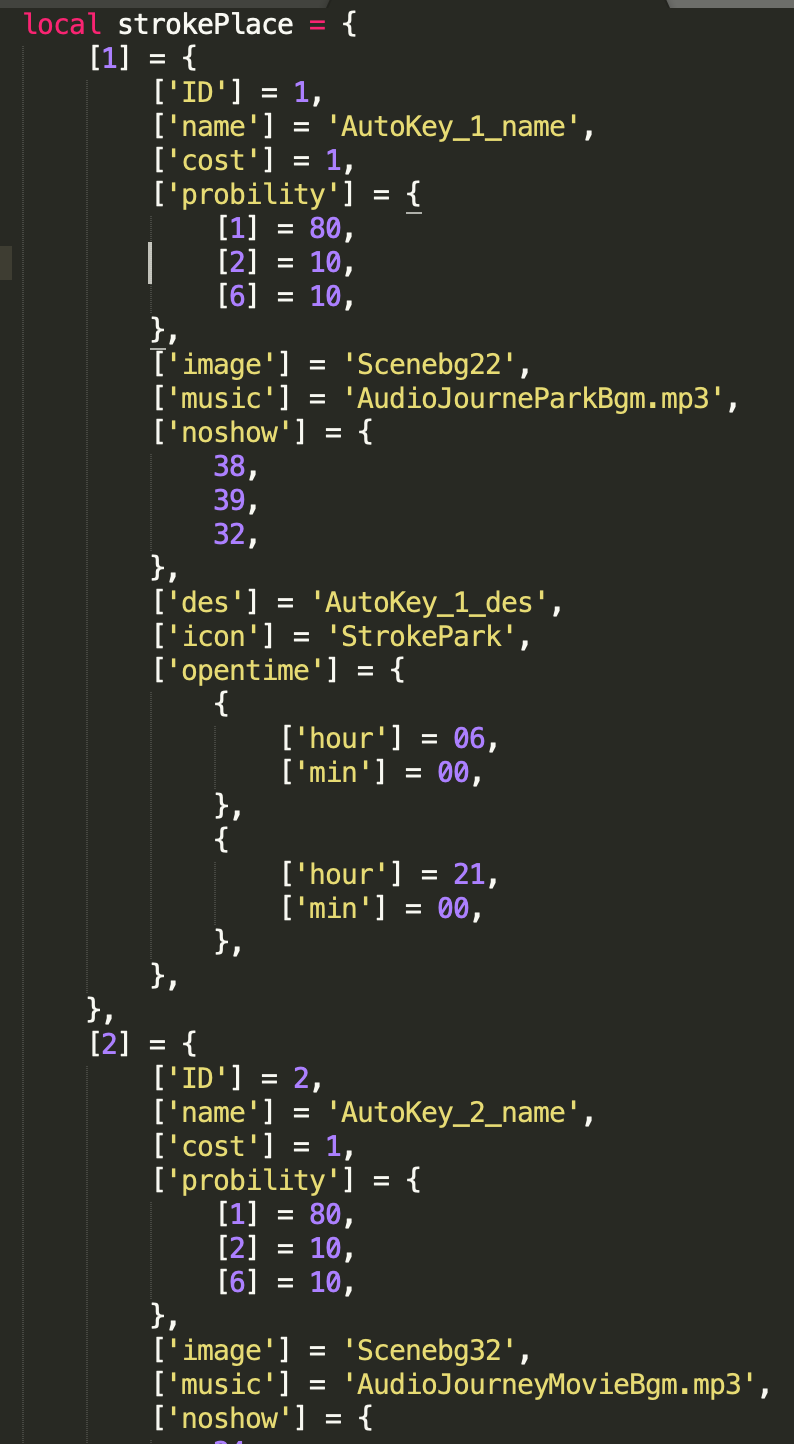 local strokePlace = {
    [1] = {
        ['ID'] = 1,
        ['name'] = 'AutoKey_1_name',
        ['cost'] = 1,
        ['probility'] = {
            [1] = 80,
            [2] = 10,
            [6] = 10,
        },
        ['image'] = 'Scenebg22',
        ['music'] = 'AudioJourneParkBgm.mp3',
        ['noshow'] = {
            38,
            39,
            32,
        },
        ['des'] = 'AutoKey_1_des',
        ['icon'] = 'StrokePark',
        ['opentime'] = {
            {
                ['hour'] = 06,
                ['min'] = 00,
            },
            {
                ['hour'] = 21,
                ['min'] = 00,
            },
        },
    },
    [2] = {
        ['ID'] = 2,
        ['name'] = 'AutoKey_2_name',
        ['cost'] = 1,
        ['probility'] = {
            [1] = 80,
            [2] = 10,
            [6] = 10,
        },
        ['image'] = 'Scenebg32',
        ['music'] = 'AudioJourneyMovieBgm.mp3',
        ['noshow'] = {